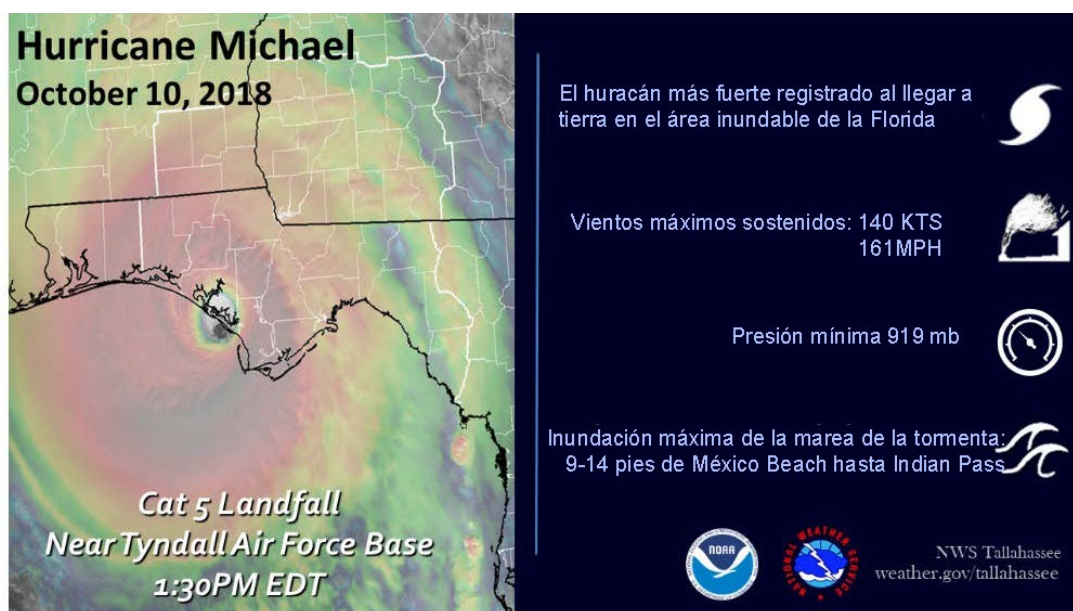 Hurricane Michael
October 10, 2018
Cat 5 Landfall
Near Tyndall Air Force Base
1:30PM EDT
El huracán más fuerte registrado al llegar a
tierra en el área inundable de la Florida
Vientos máximos sostenidos: 140 KTS
161MPH
Presión mínima 919 mb
Inundación máxima de la marea de la tormenta:
9-14 pies de México Beach hasta Indian Pass
NOAA
NATIONAL WEATHER SERVICE
NWS Tallahassee
weather.gov/tallahassee